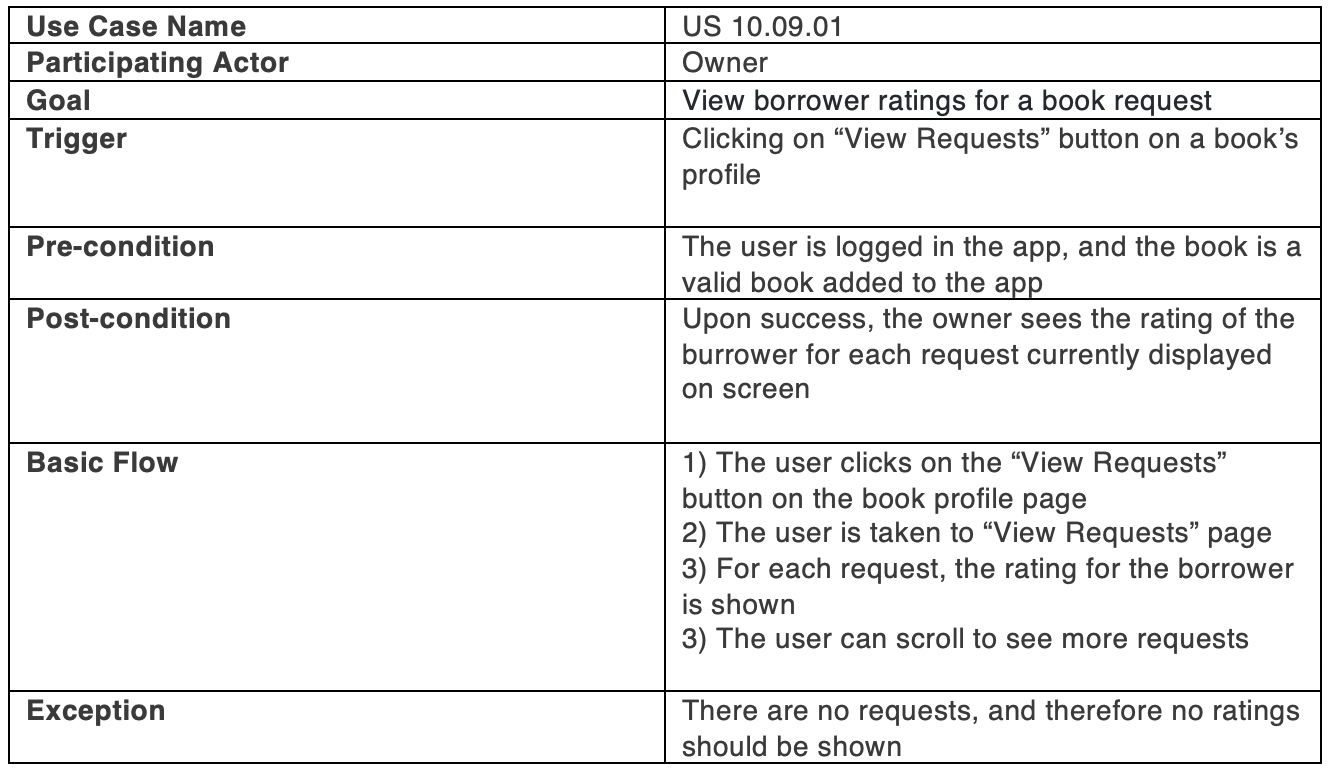 Use Case Name
US 10.09.01
Participating Actor
Owner
Goal
View borrower ratings for a book request
Trigger
Clicking on “View Requests” button on a book’s
profile
Pre-condition
The user is logged in the app, and the book is a
valid book added to the app
Post-condition
Upon success, the owner sees the rating of the
burrower for each request currently displayed
on screen
Basic Flow
1) The user clicks on the “View Requests”
button on the book profile page
2) The user is taken to “View Requests” page
3) For each request, the rating for the borrower
is shown
3) The user can scroll to see more requests
Exception
There are no requests, and therefore no ratings
should be shown